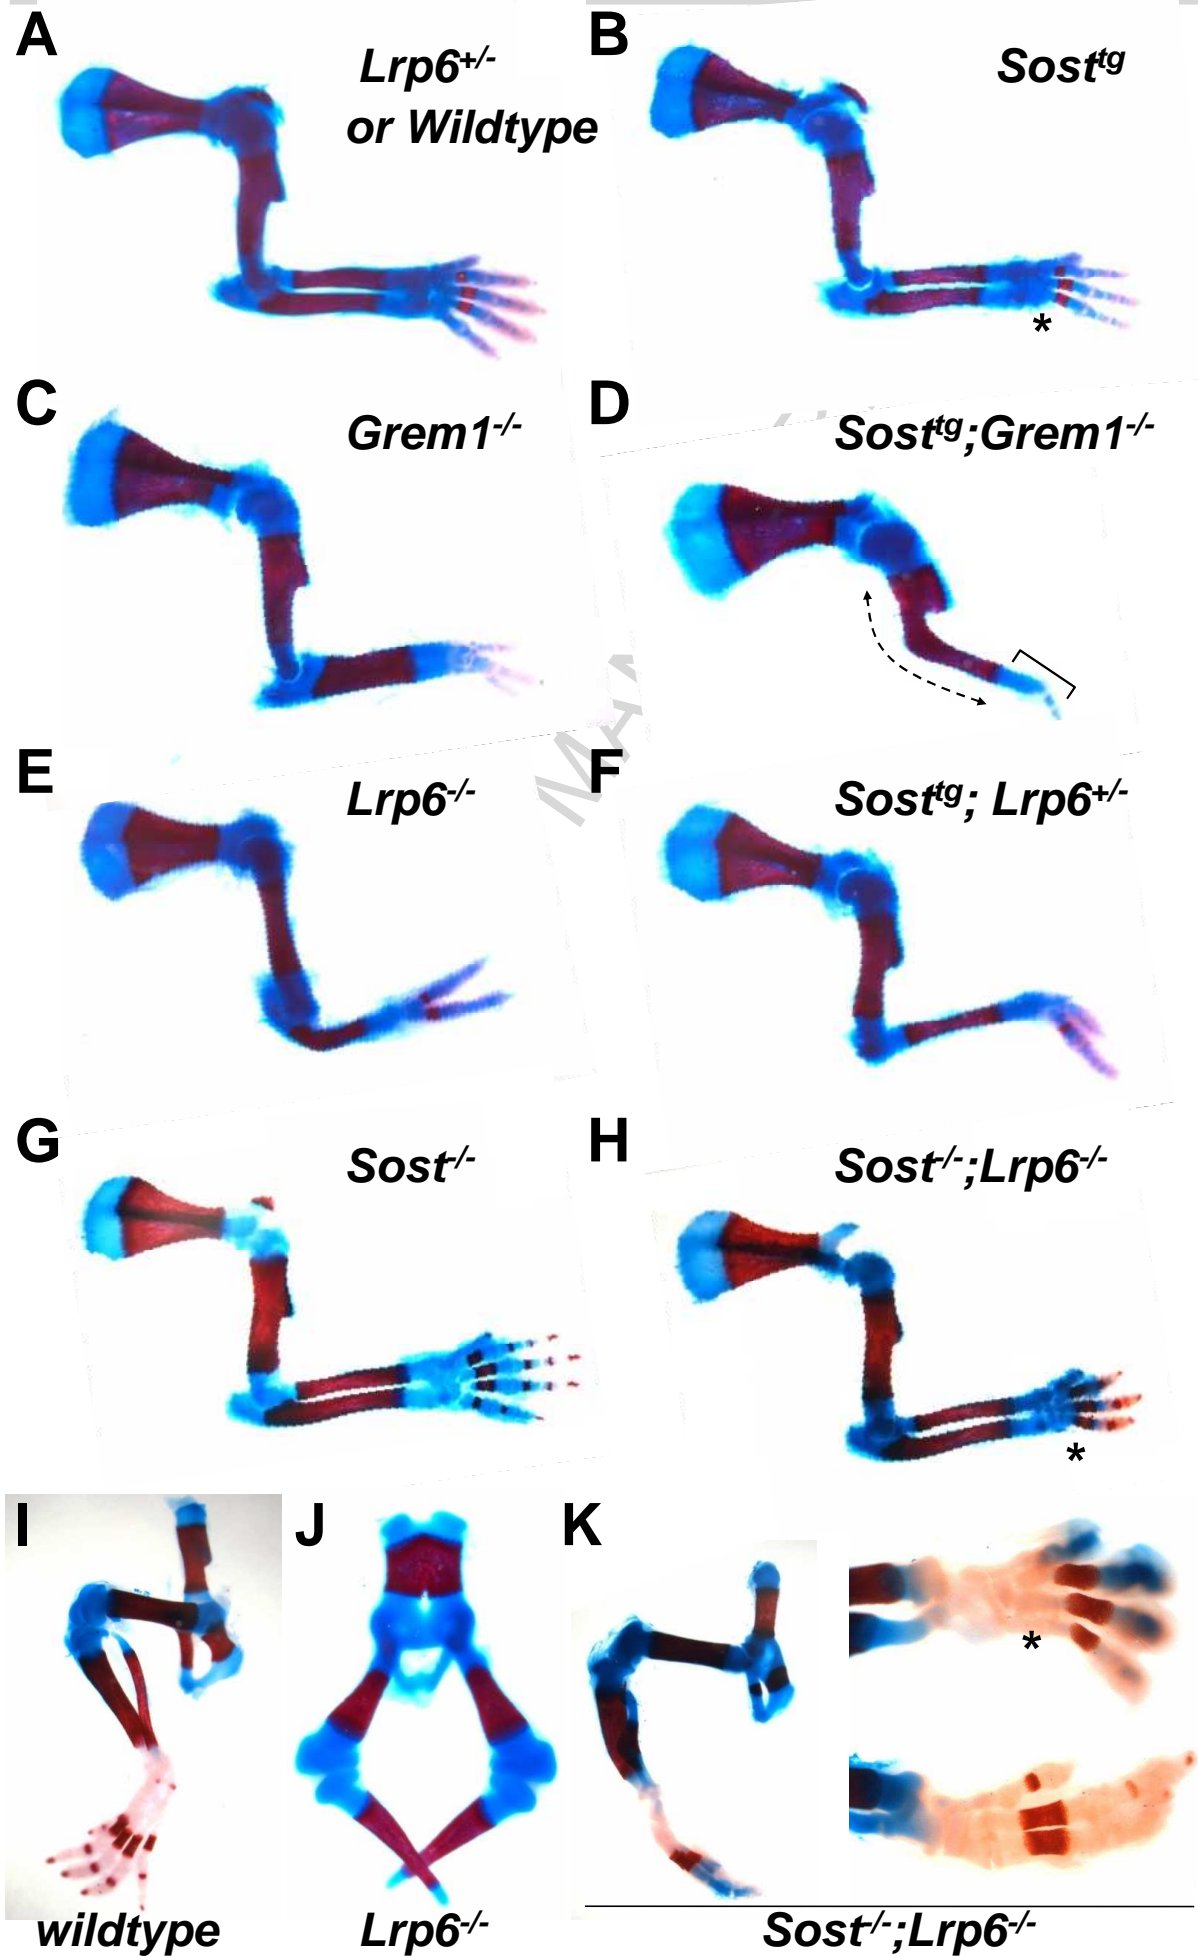 A
Lrp6+/-
or Wildtype
B
Sosttg
*
C
Grem1-/-
D
Sosttg;Grem1-/-
E
Lrp6-/-
F
Sosttg; Lrp6+/-
G
Sost-/-
H
Sost-/-;Lrp6-/-
*
I
J
K
*
wildtype
Lrp6-/-
Sost-/-;Lrp6-/-